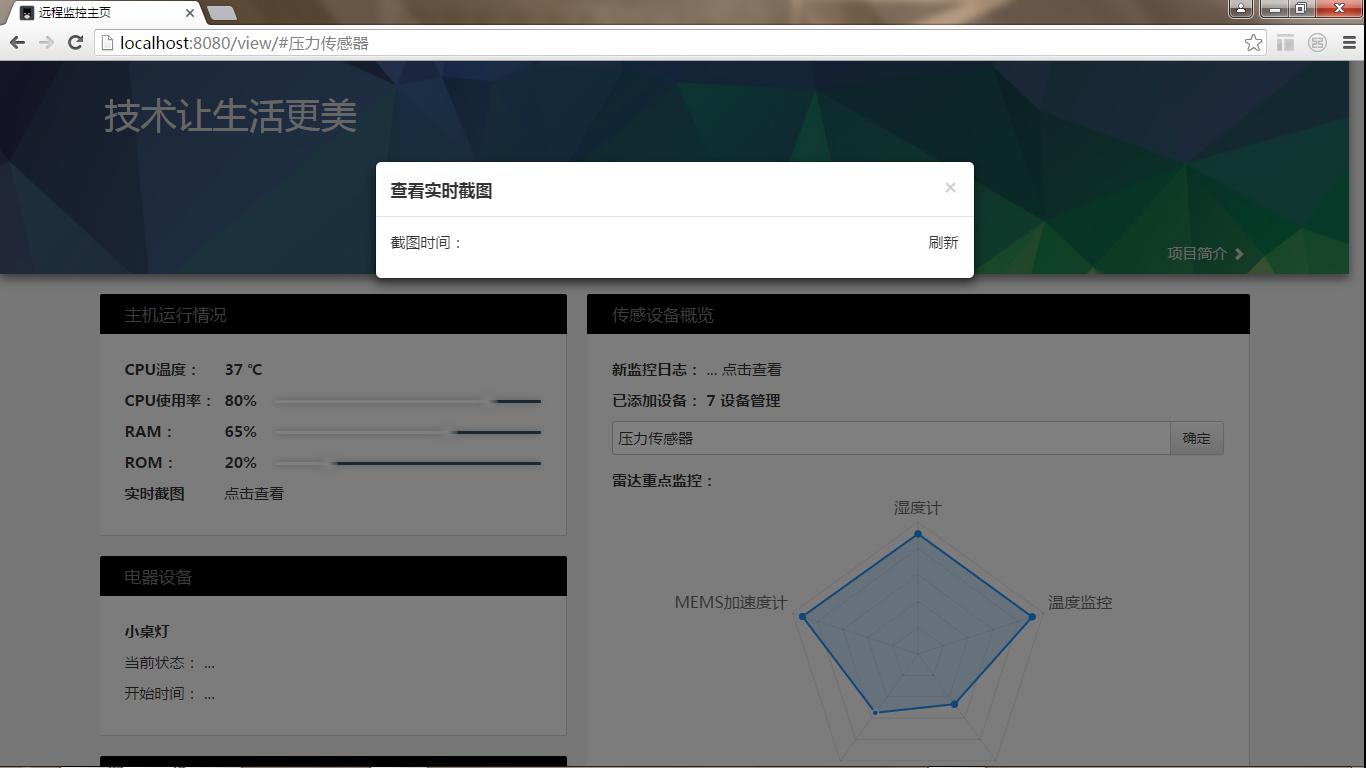 远程监控主页
localhost:8080/view/#压力传感器
技术让生活更美
查看实时截图 ×
截图时间： 刷新
项目简介
主机运行情况
CPU温度： 37 ℃
CPU使用率： 80%
RAM： 65%
ROM： 20%
实时截图 点击查看
电器设备
小桌灯
当前状态： ...
开始时间： ...
传感设备概览
新监控日志： ... 点击查看
已添加设备： 7 设备管理
压力传感器 确定
雷达重点监控：
湿度计
MEMS加速度计 温度监控